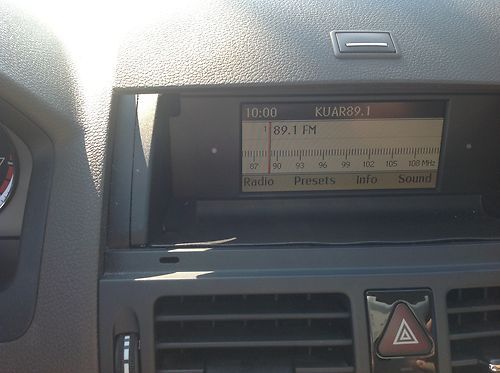 10:00 KUAR89.1
1 89.1 FM
87 90 93 96 99 102 105 108 MHz
Radio Presets Info Sound